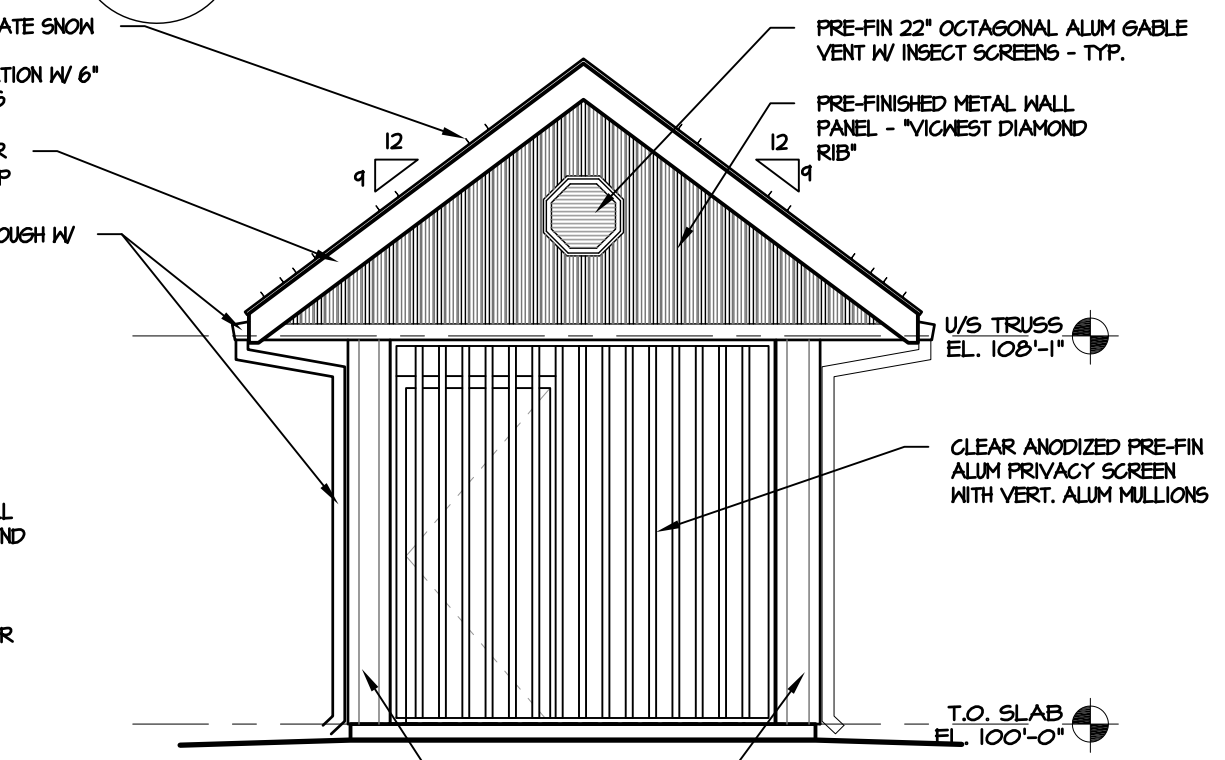 ATE SNOW
TION W/ 6"
S
R
P
OUGH W/
LL
ND
R
12
9
12
9
PRE-FIN 22" OCTAGONAL ALUM GABLE
VENT W/ INSECT SCREENS - TYP.
PRE-FINISHED METAL WALL
PANEL - "VICWEST DIAMOND
RIB"
U/S TRUSS
EL. 108'-1"
CLEAR ANODIZED PRE-FIN
ALUM PRIVACY SCREEN
WITH VERT. ALUM MULLIONS
T.O. SLAB
EL. 100'-0"